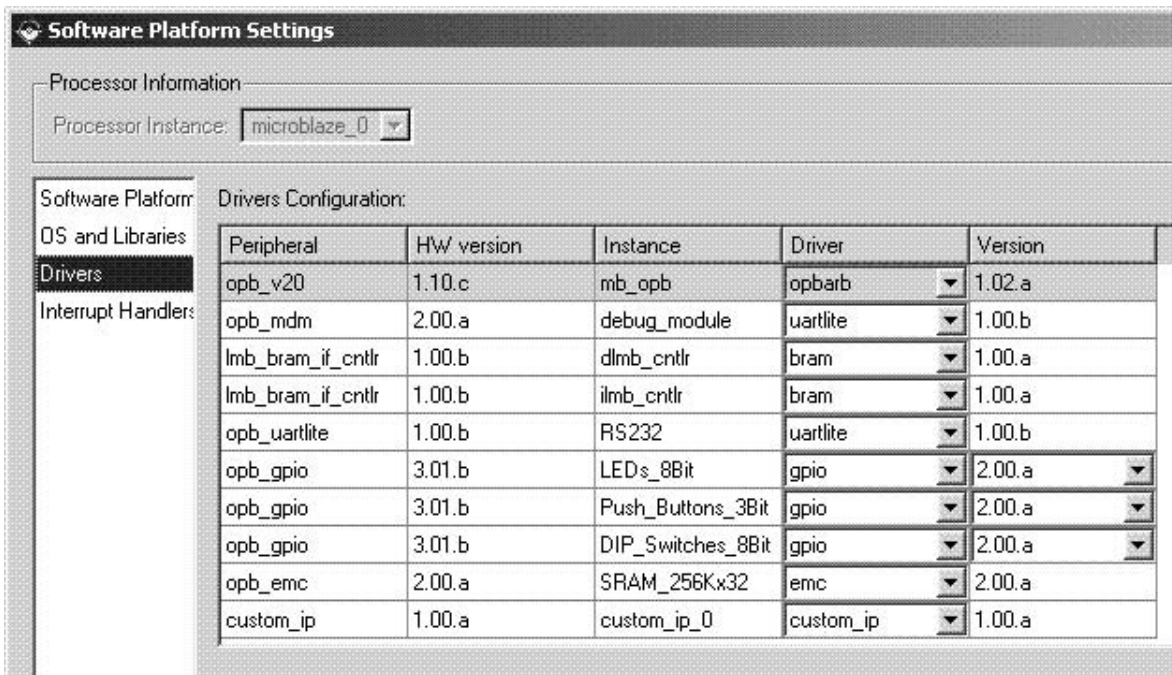 Software Platform Settings
Processor Information
Processor Instance: microblaze_0
Software Platform
OS and Libraries
Drivers
Interrupt Handlers
Drivers Configuration:
Peripheral HW version Instance Driver Version
opb_v20 1.10.c mb_opb opbarb 1.02.a
opb_mdm 2.00.a debug_module uartlite 1.00.b
lmb_bram_if_cntlr 1.00.b dlmb_cntlr bram 1.00.a
lmb_bram_if_cntlr 1.00.b ilmb_cntlr bram 1.00.a
opb_uartlite 1.00.b RS232 uartlite 1.00.b
opb_gpio 3.01.b LEDs_8Bit gpio 2.00.a
opb_gpio 3.01.b Push_Buttons_3Bit gpio 2.00.a
opb_gpio 3.01.b DIP_Switches_8Bit gpio 2.00.a
opb_emc 2.00.a SRAM_256Kx32 emc 2.00.a
custom_ip 1.00.a custom_ip_0 custom_ip 1.00.a